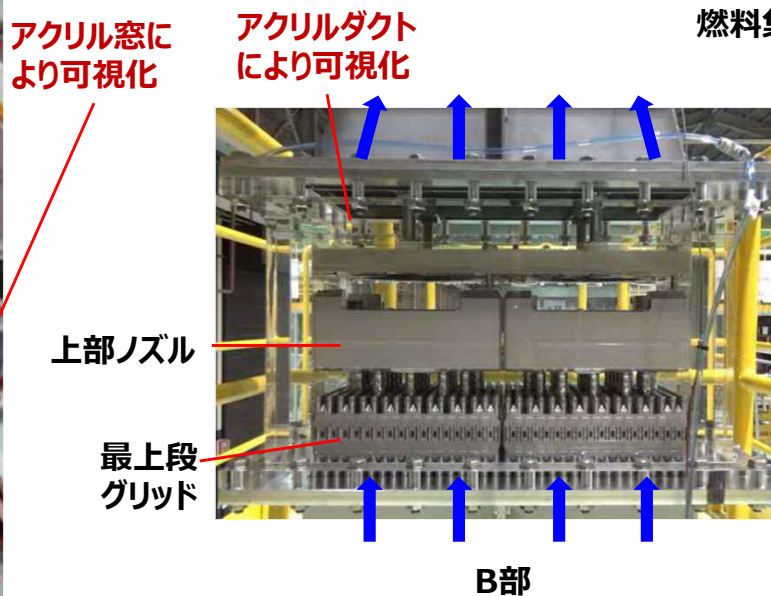 アクリル窓に
より可視化
アクリルダクト
により可視化
燃料
上部ノズル
最上段
グリッド
B部